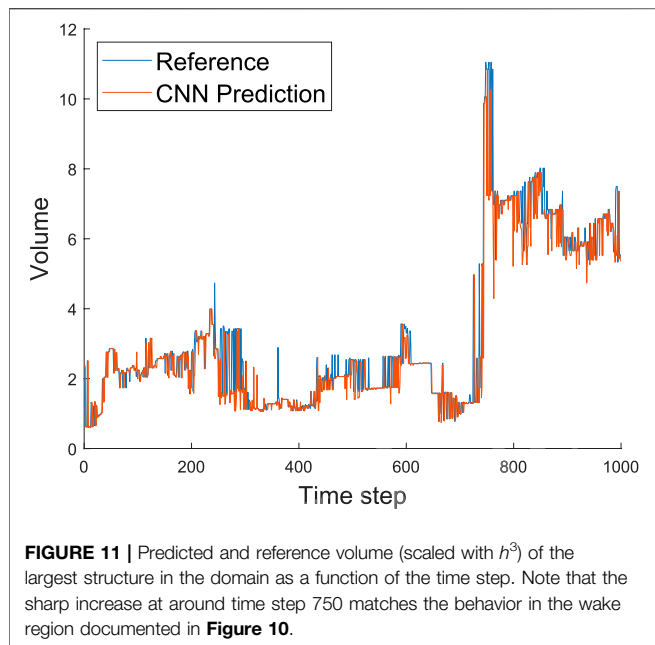 12
10
8
6
4
2
0
Volume
Reference
CNN Prediction
0 200 400 600 800 1000
Time step
FIGURE 11 | Predicted and reference volume (scaled with h³) of the
largest structure in the domain as a function of the time step. Note that the
sharp increase at around time step 750 matches the behavior in the wake
region documented in Figure 10.